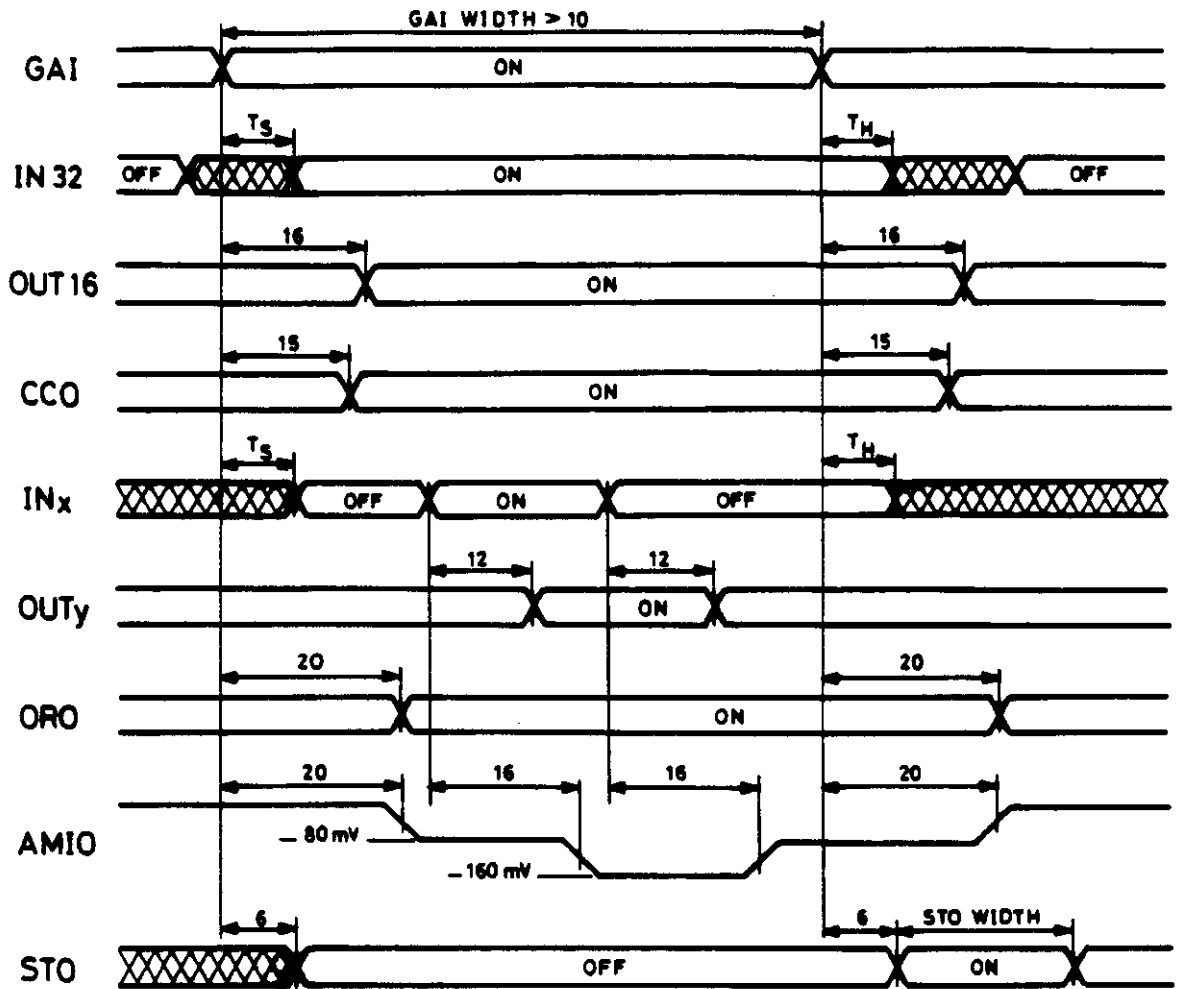 GAI WIDTH > 10
GAI ON
TS TH
IN 32 OFF ON OFF
16 16
OUT 16 ON
15 15
CCO ON
TS TH
INx OFF ON OFF
12 12
OUTy ON
20 20
ORO ON
20 16 16 20
AMIO
– 80 mV
– 160 mV
6 6 STO WIDTH
STO OFF ON